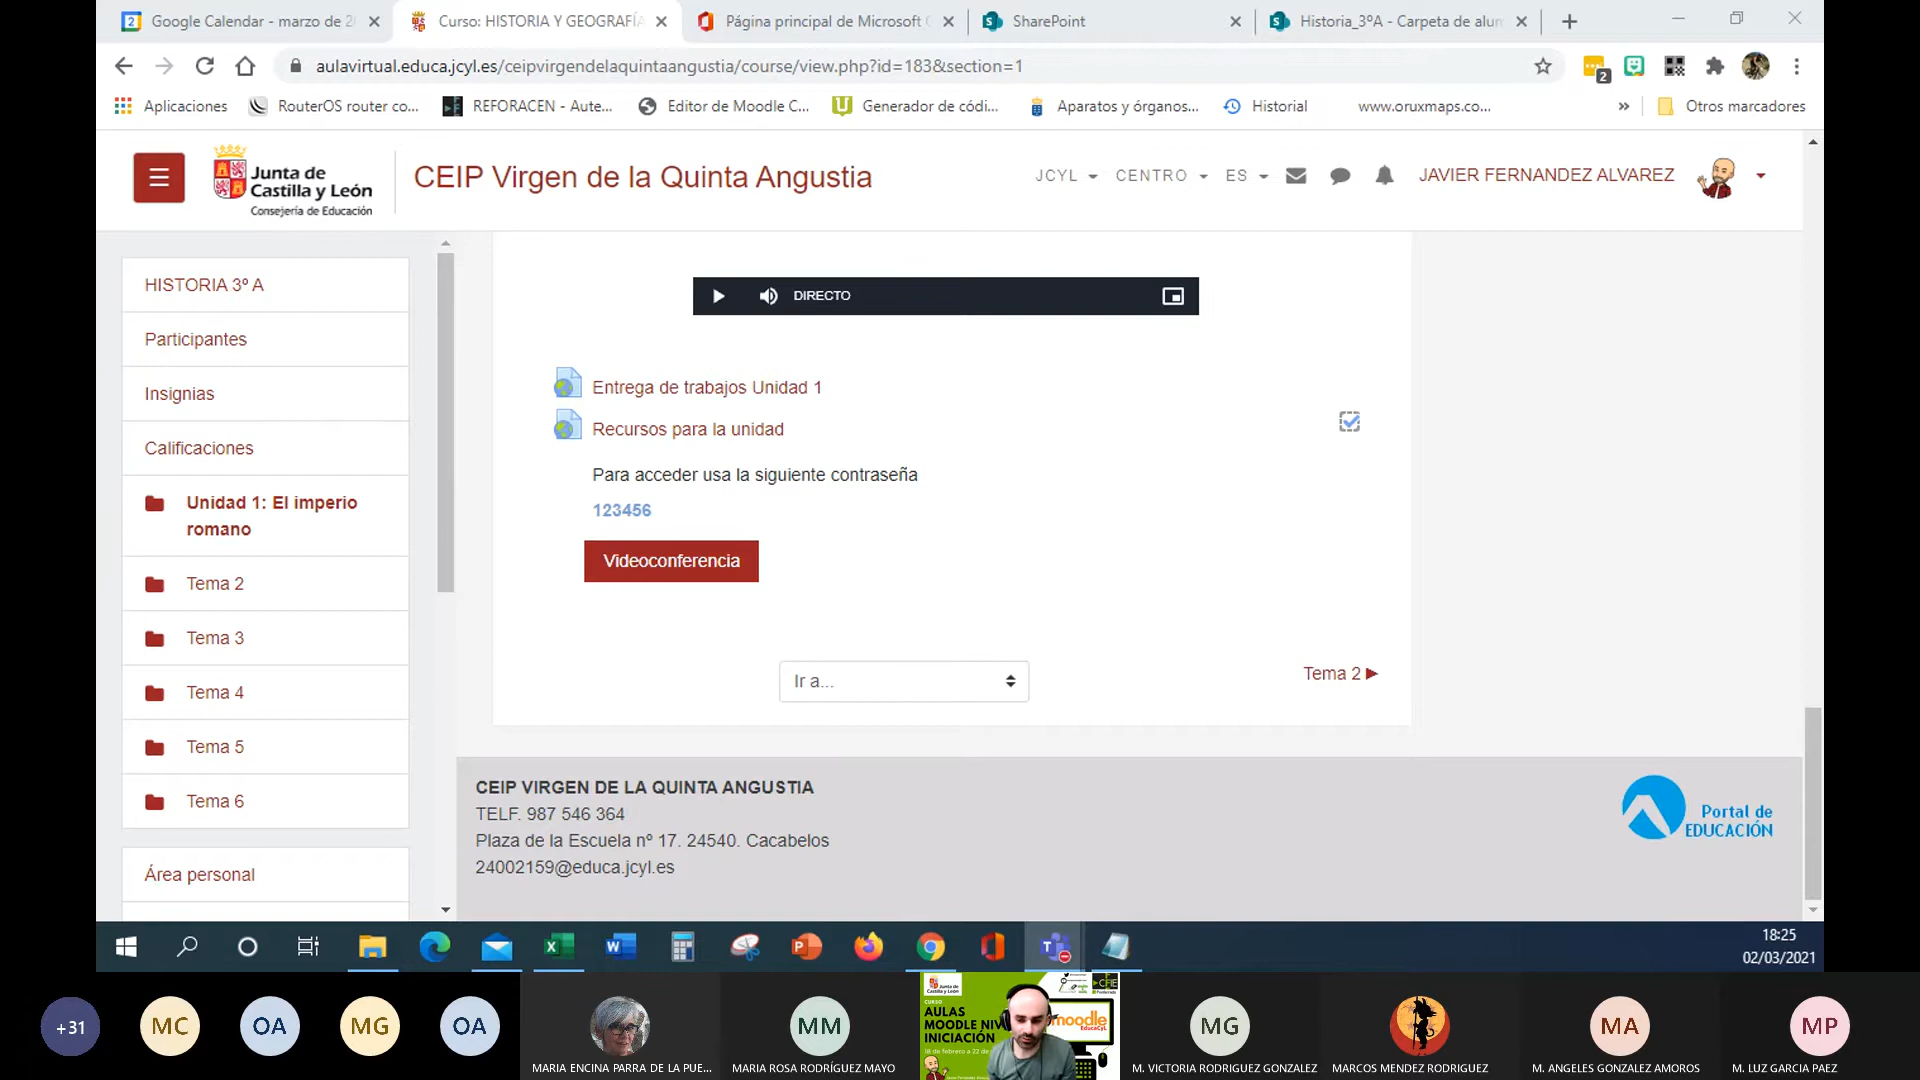 Google Calendar - marzo de 2
Curso: HISTORIA Y GEOGRAFÍA
Página principal de Microsoft
SharePoint
Historia_3ºA - Carpeta de alum
aulavirtual.educa.jcyl.es/ceipvirgendelaquintaangustia/course/view.php?id=183&section=1
2
Aplicaciones
RouterOS router co...
REFORACEN - Aute...
Editor de Moodle C...
Generador de códi...
Aparatos y órganos...
Historial
www.oruxmaps.co...
»
Otros marcadores
Junta de
Castilla y León
Consejería de Educación
CEIP Virgen de la Quinta Angustia
JCYL
CENTRO
ES
JAVIER FERNANDEZ ALVAREZ
HISTORIA 3º A
Participantes
Insignias
Calificaciones
Unidad 1: El imperio
romano
Tema 2
Tema 3
Tema 4
Tema 5
Tema 6
Área personal
DIRECTO
Entrega de trabajos Unidad 1
Recursos para la unidad
Para acceder usa la siguiente contraseña
123456
Videoconferencia
Ir a...
Tema 2
CEIP VIRGEN DE LA QUINTA ANGUSTIA
TELF. 987 546 364
Plaza de la Escuela nº 17. 24540. Cacabelos
24002159@educa.jcyl.es
Portal de
EDUCACIÓN
18:25
02/03/2021
+31
MC
OA
MG
OA
MARIA ENCINA PARRA DE LA PUE...
MM
MARIA ROSA RODRÍGUEZ MAYO
Junta de
Castilla y León
CFIE
CURSO
AULAS
MOODLE NIV
INICIACIÓN
moodle
MG
M. VICTORIA RODRIGUEZ GONZALEZ
MARCOS MENDEZ RODRIGUEZ
MA
M. ANGELES GONZALEZ AMOROS
MP
M. LUZ GARCIA PAEZ